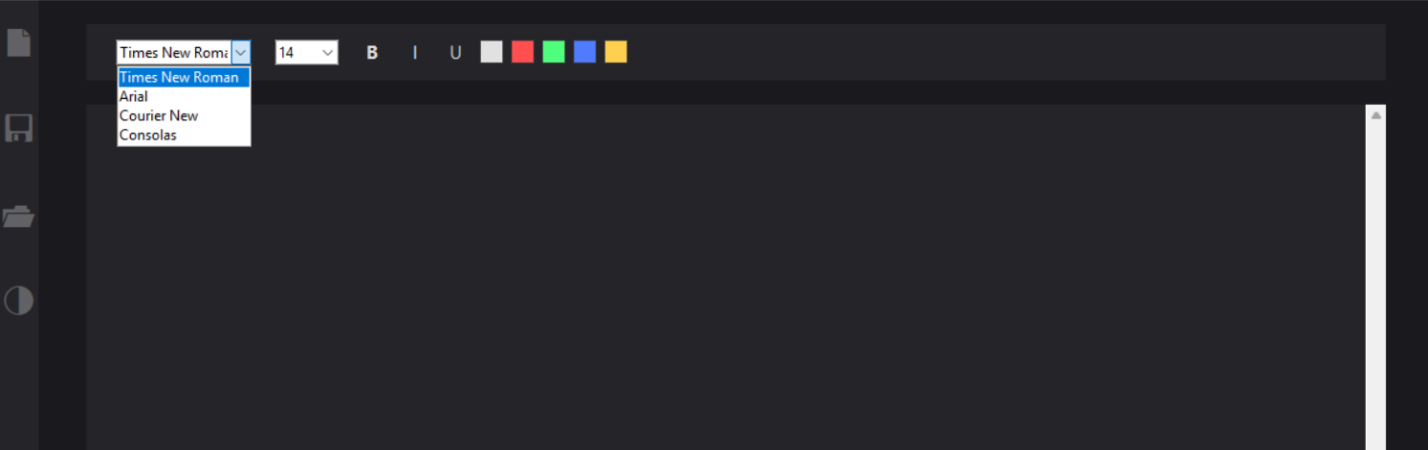 Times New Roma
14
B
I
U
Times New Roman
Arial
Courier New
Consolas